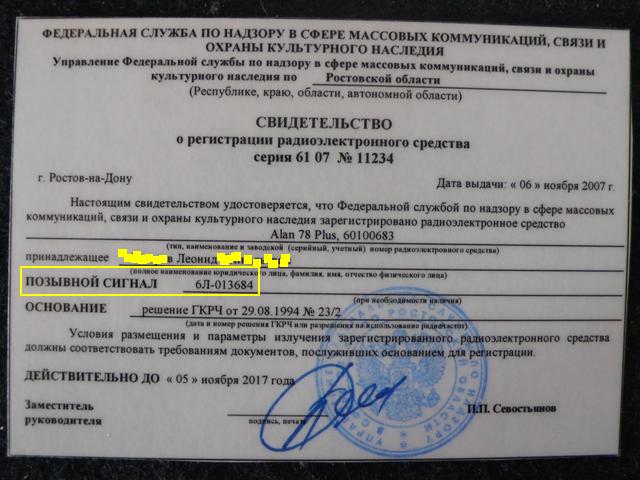 ФЕДЕРАЛЬНАЯ СЛУЖБА ПО НАДЗОРУ В СФЕРЕ МАССОВЫХ КОММУНИКАЦИЙ, СВЯЗИ И
ОХРАНЫ КУЛЬТУРНОГО НАСЛЕДИЯ
Управление Федеральной службы по надзору в сфере массовых коммуникаций, связи и охраны
культурного наследия по Ростовской области
(Республике, краю, области, автономной области)
СВИДЕТЕЛЬСТВО
о регистрации радиоэлектронного средства
серия 61 07 № 11234
г. Ростов-на-Дону
Дата выдачи: « 06 » ноября 2007 г.
Настоящим свидетельством удостоверяется, что Федеральной службой по надзору в сфере массовых
коммуникаций, связи и охраны культурного наследия зарегистрировано радиоэлектронное средство
Alan 78 Plus, 60100683
(тип, наименование и заводской (серийный, учетный) номер радиоэлектронного средства)
принадлежащее в Леонид
(полное наименование юридического лица, фамилия, имя, отчество физического лица)
ПОЗЫВНОЙ СИГНАЛ 6Л-013684
(при необходимости наличия)
ОСНОВАНИЕ решение ГКРЧ от 29.08.1994 № 23/2
(дата и номер решения ГКРЧ или разрешения на использование радиочастот)
Условия размещения и параметры излучения зарегистрированного радиоэлектронного средства
должны соответствовать требованиям документов, послуживших основанием для регистрации.
ДЕЙСТВИТЕЛЬНО ДО « 05 » ноября 2017 года
Заместитель
руководителя
подпись, печать
П.П. Севостьянов